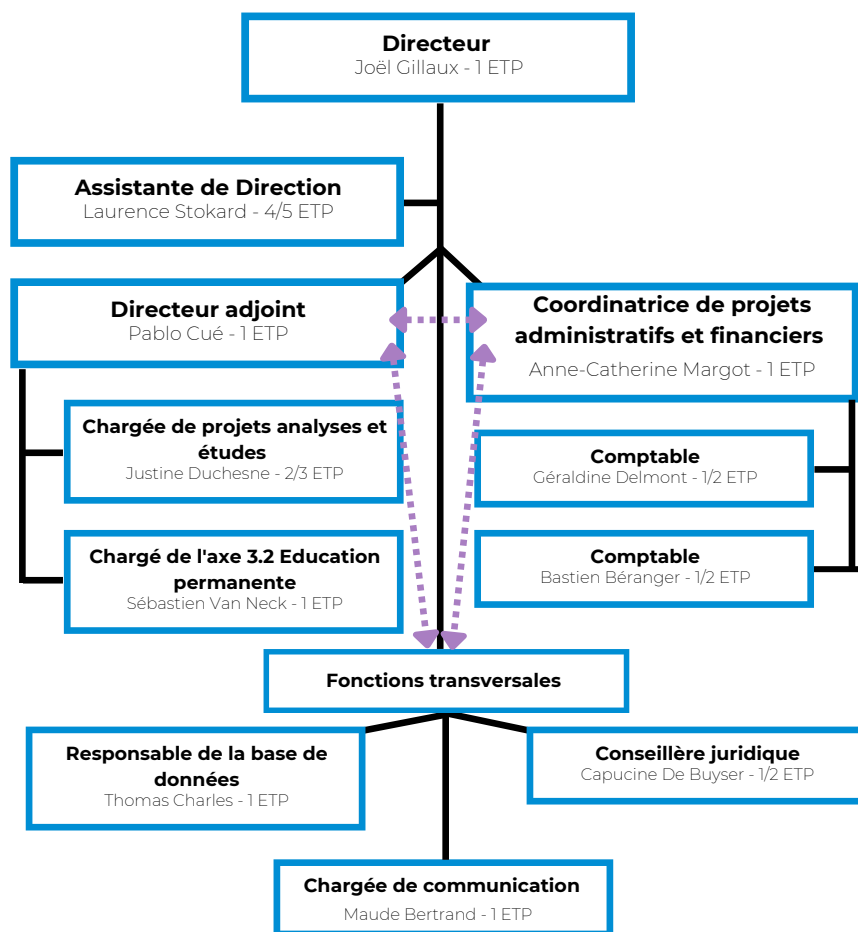 Directeur
Joël Gillaux - 1 ETP
Assistante de Direction
Laurence Stokard - 4/5 ETP
Directeur adjoint
Pablo Cué - 1 ETP
Coordinatrice de projets
administratifs et financiers
Anne-Catherine Margot - 1 ETP
Chargée de projets analyses et
études
Justine Duchesne - 2/3 ETP
Chargé de l'axe 3.2 Education
permanente
Sébastien Van Neck - 1 ETP
Comptable
Géraldine Delmont - 1/2 ETP
Comptable
Bastien Béranger - 1/2 ETP
Fonctions transversales
Responsable de la base de
données
Thomas Charles - 1 ETP
Conseillère juridique
Capucine De Buyser - 1/2 ETP
Chargée de communication
Maude Bertrand - 1 ETP